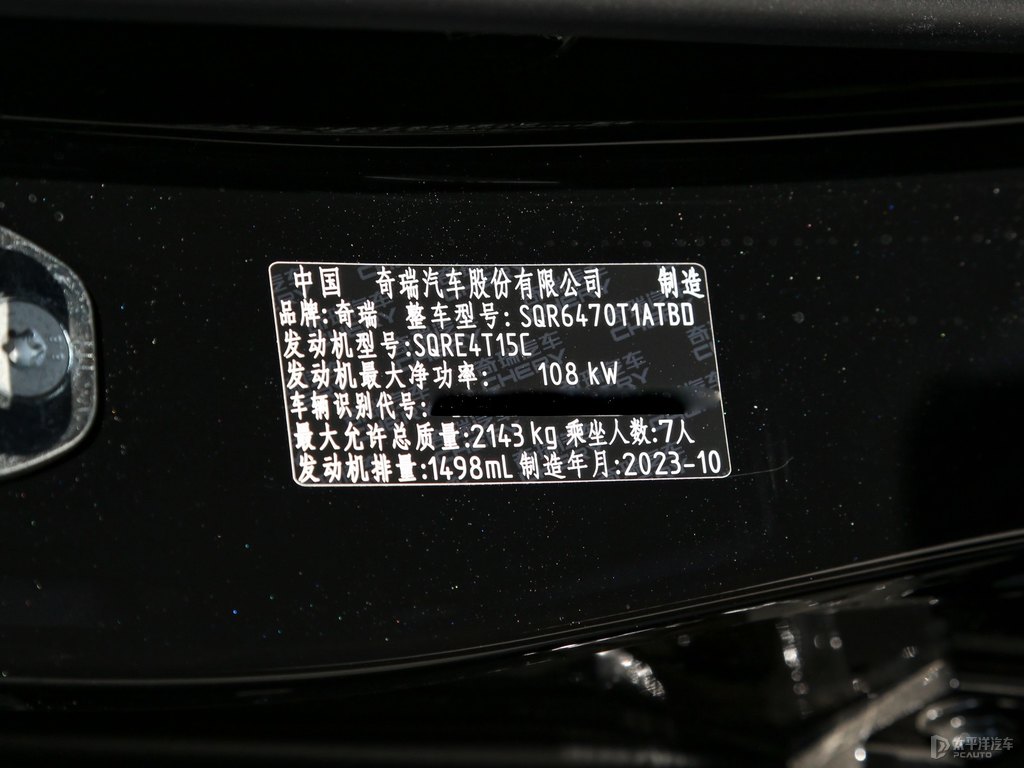 中国 奇瑞汽车股份有限公司 制造
品牌:奇瑞 整车型号:SQR6470T1ATBD
发动机型号:SQRE4T15C
发动机最大净功率: 108 kW
车辆识别代号:
最大允许总质量:2143 kg 乘坐人数:7人
发动机排量:1498mL 制造年月:2023-10
太平洋汽车
PCAUTO